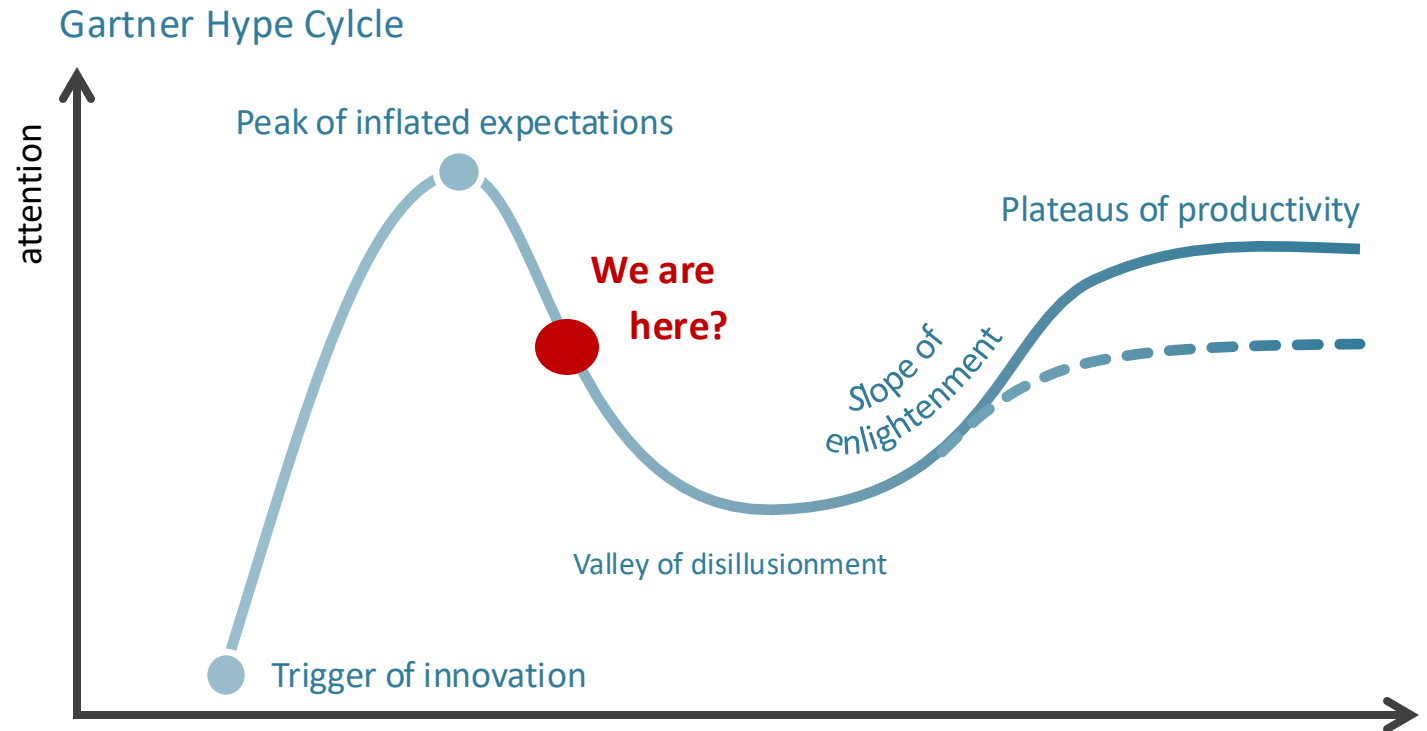 Gartner Hype Cylcle
attention
Peak of inflated expectations
We are
here?
Plateaus of productivity
Slope of
enlightenment
Valley of disillusionment
Trigger of innovation